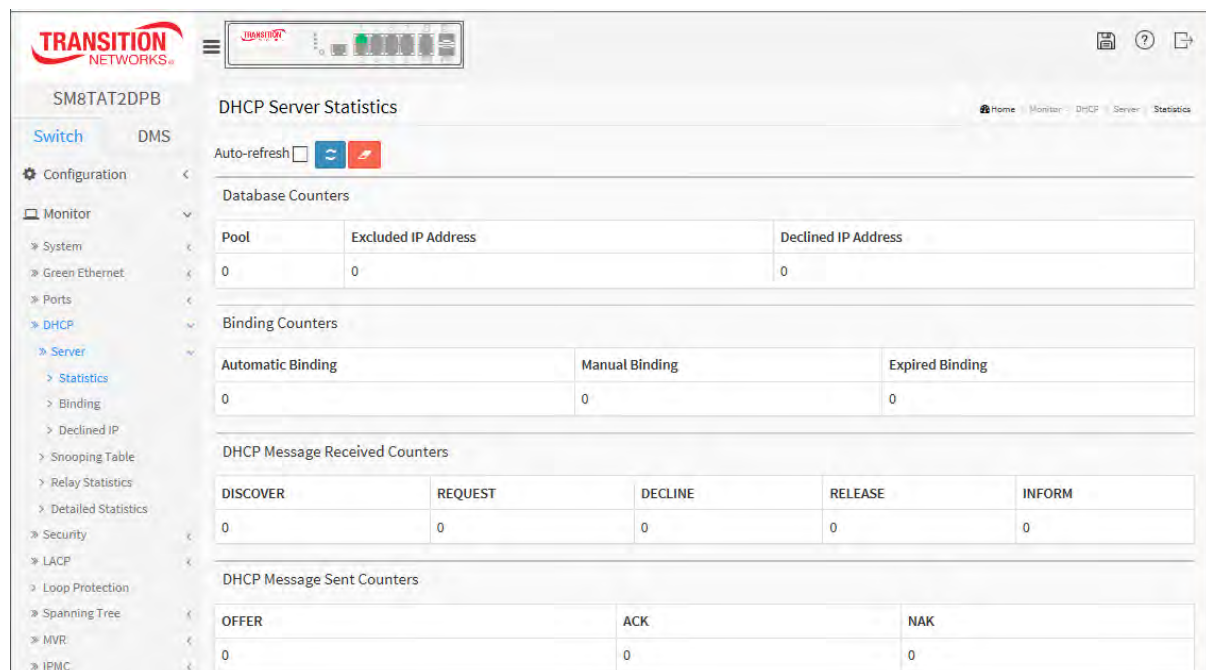 TRANSITION
NETWORKS
TRANSITION
SM8TAT2DPB
Switch DMS
Configuration
Monitor
System
Green Ethernet
Ports
DHCP
Server
Statistics
Binding
Declined IP
Snooping Table
Relay Statistics
Detailed Statistics
Security
LACP
Loop Protection
Spanning Tree
MVR
IPMC
DHCP Server Statistics
Home Monitor DHCP Server Statistics
Auto-refresh
Database Counters
Pool Excluded IP Address Declined IP Address
0 0 0
Binding Counters
Automatic Binding Manual Binding Expired Binding
0 0 0
DHCP Message Received Counters
DISCOVER REQUEST DECLINE RELEASE INFORM
0 0 0 0 0
DHCP Message Sent Counters
OFFER ACK NAK
0 0 0